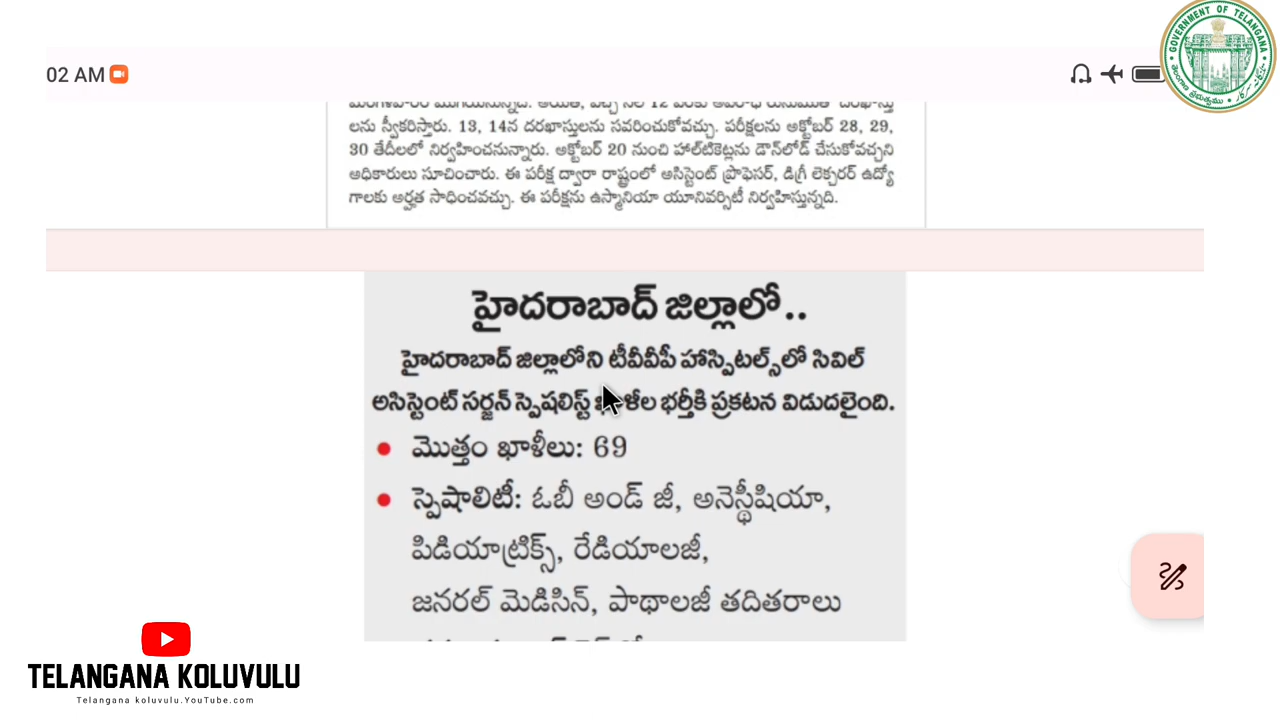 02 AM
GOVERNMENT OF TELANGANA
లను స్వీకరిస్తారు. 13, 14న దరఖాస్తులను సవరించుకోవచ్చు. పరీక్షలను అక్టోబర్ 28, 29,
30 తేదీలలో నిర్వహించనున్నారు. అక్టోబర్ 20 నుంచి హాల్‌టికెట్లను డౌన్‌లోడ్ చేసుకోవచ్చని
అధికారులు సూచించారు. ఈ పరీక్ష ద్వారా రాష్ట్రంలో అసిస్టెంట్ ప్రొఫెసర్, డిగ్రీ లెక్చరర్ ఉద్యో
గాలకు అర్హత సాధించవచ్చు. ఈ పరీక్షను ఉస్మానియా యూనివర్సిటీ నిర్వహిస్తున్నది.
హైదరాబాద్ జిల్లాలో..
హైదరాబాద్ జిల్లాలోని టీవీవీపీ హాస్పిటల్స్‌లో సివిల్
అసిస్టెంట్ సర్జన్ స్పెషలిస్ట్ భర్తీకి ప్రకటన విడుదలైంది.
• మొత్తం ఖాళీలు: 69
• స్పెషాలిటీ: ఓబీ అండ్ జీ, అనెస్థీషియా,
పిడియాట్రిక్స్, రేడియాలజీ,
జనరల్ మెడిసిన్, పాథాలజీ తదితరాలు
TELANGANA KOLUVULU
Telangana koluvulu.YouTube.com